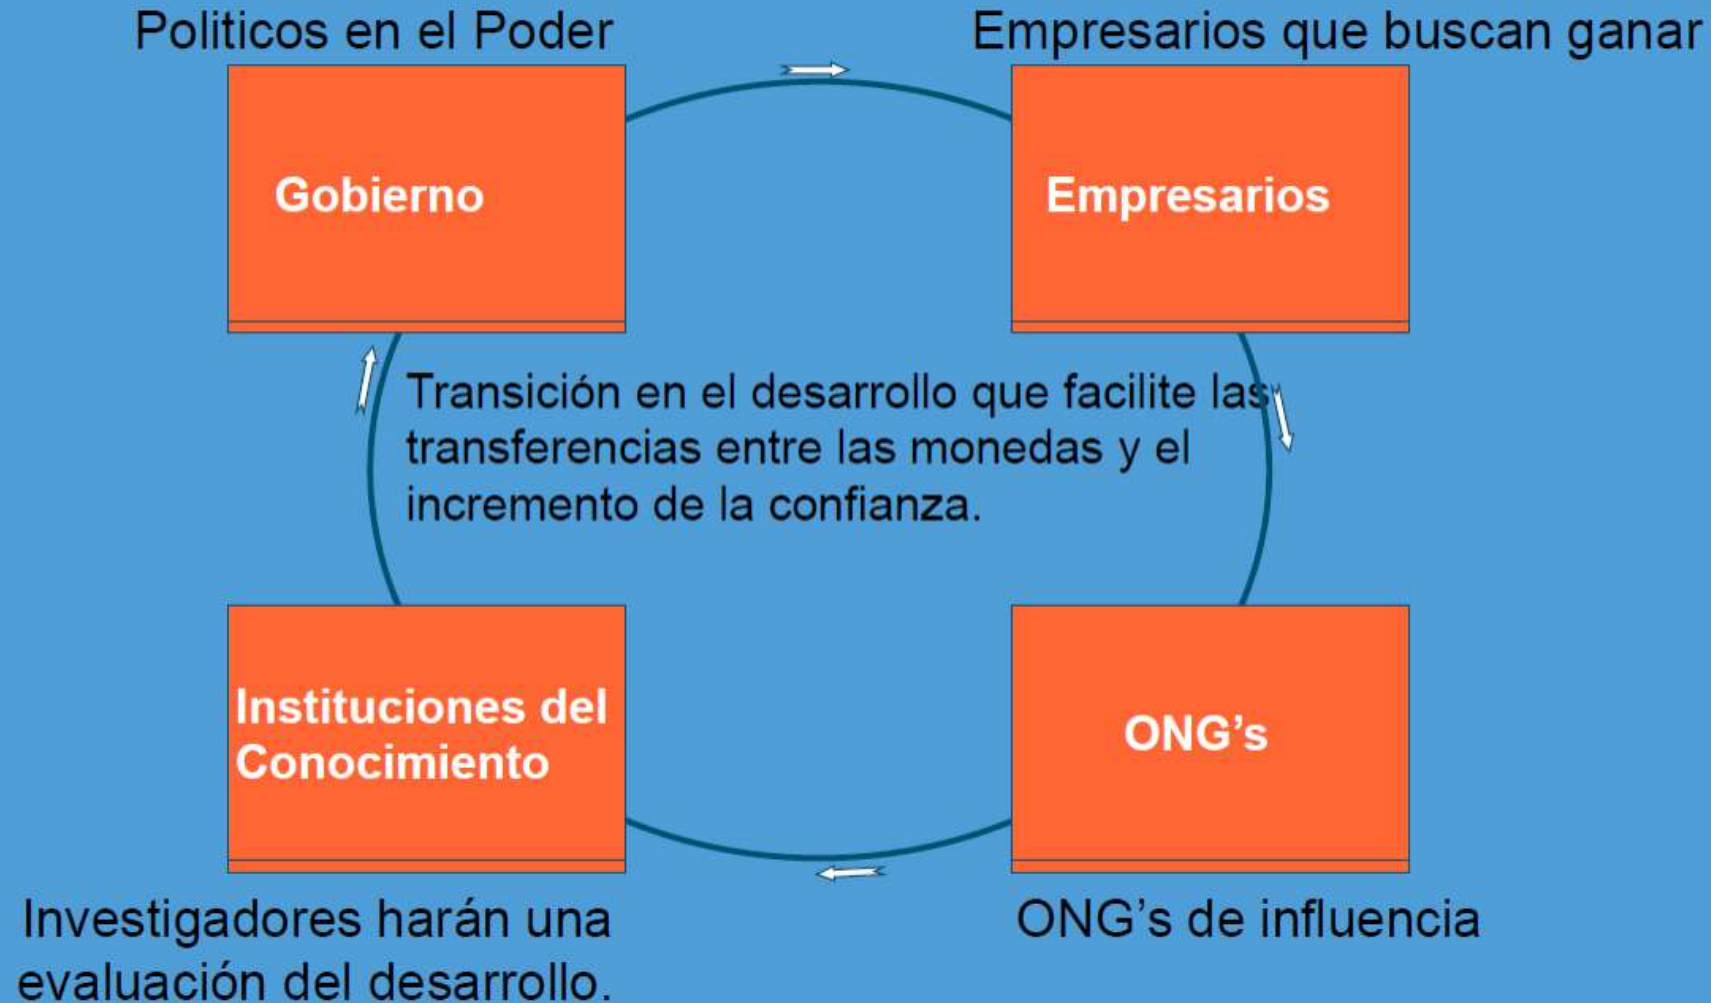 Politicos en el Poder
Empresarios que buscan ganar
Gobierno
Empresarios
Transición en el desarrollo que facilite las
transferencias entre las monedas y el
incremento de la confianza.
Instituciones del
Conocimiento
ONG's
Investigadores harán una
evaluación del desarrollo.
ONG's de influencia